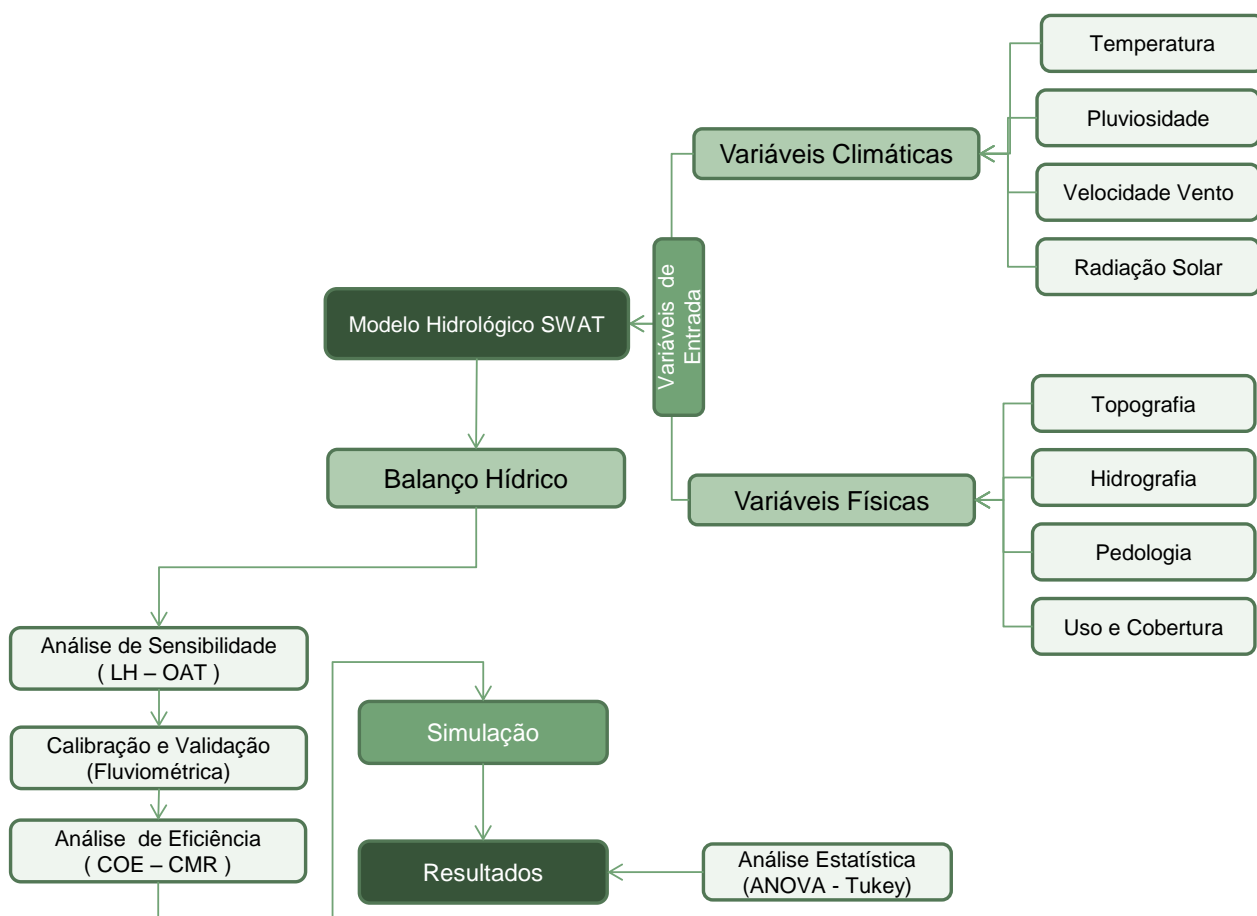 Temperatura
Pluviosidade
Variáveis Climáticas
Velocidade Vento
Radiação Solar
Variáveis de
Entrada
Modelo Hidrológico SWAT
Topografia
Balanço Hídrico
Hidrografia
Variáveis Físicas
Pedologia
Uso e Cobertura
Análise de Sensibilidade
( LH – OAT )
Simulação
Calibração e Validação
(Fluviométrica)
Análise de Eficiência
( COE – CMR )
Resultados
Análise Estatística
(ANOVA - Tukey)